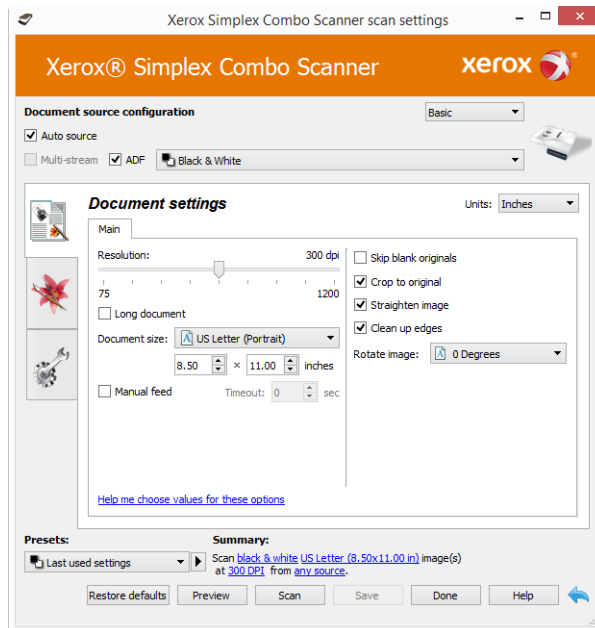 Xerox Simplex Combo Scanner scan settings
Xerox® Simplex Combo Scanner
xerox
Document source configuration
Basic
Auto source
Multi-stream ADF Black & White
Document settings
Units: Inches
Main
Resolution: 300 dpi
75 1200
Long document
Document size: US Letter (Portrait)
8.50 × 11.00 inches
Manual feed Timeout: 0 sec
Skip blank originals
Crop to original
Straighten image
Clean up edges
Rotate image: 0 Degrees
Help me choose values for these options
Presets:
Last used settings
Summary:
Scan black & white US Letter (8.50x11.00 in) image(s)
at 300 DPI from any source.
Restore defaults Preview Scan Save Done Help